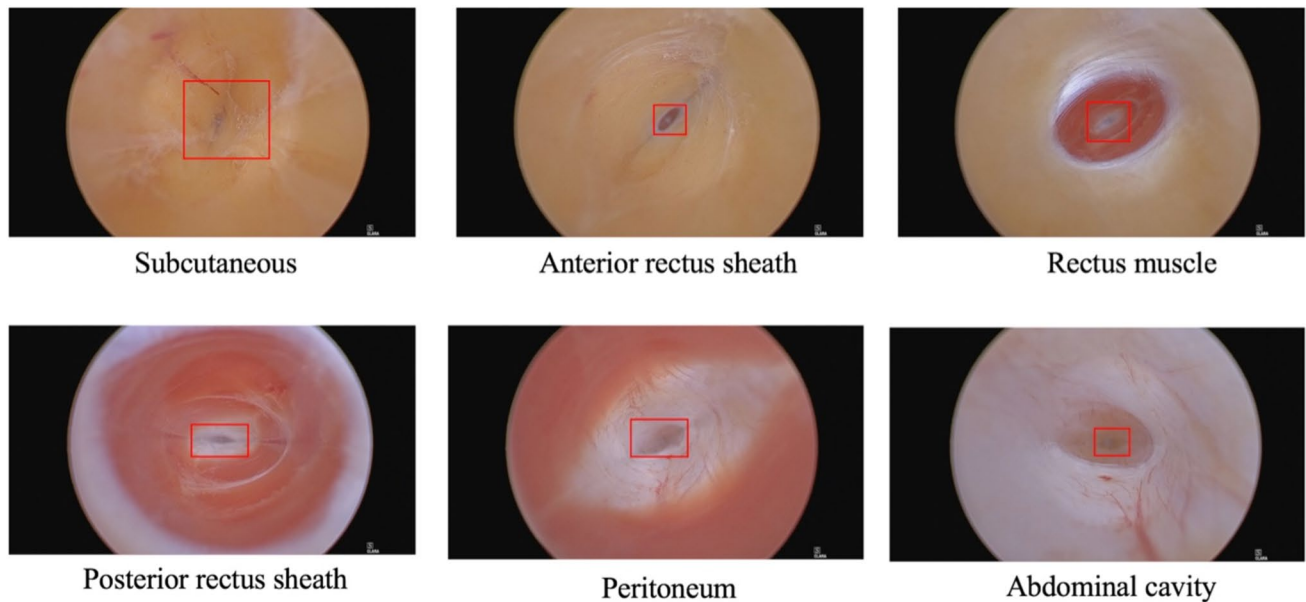 Subcutaneous
Anterior rectus sheath
Rectus muscle
Posterior rectus sheath
Peritoneum
Abdominal cavity